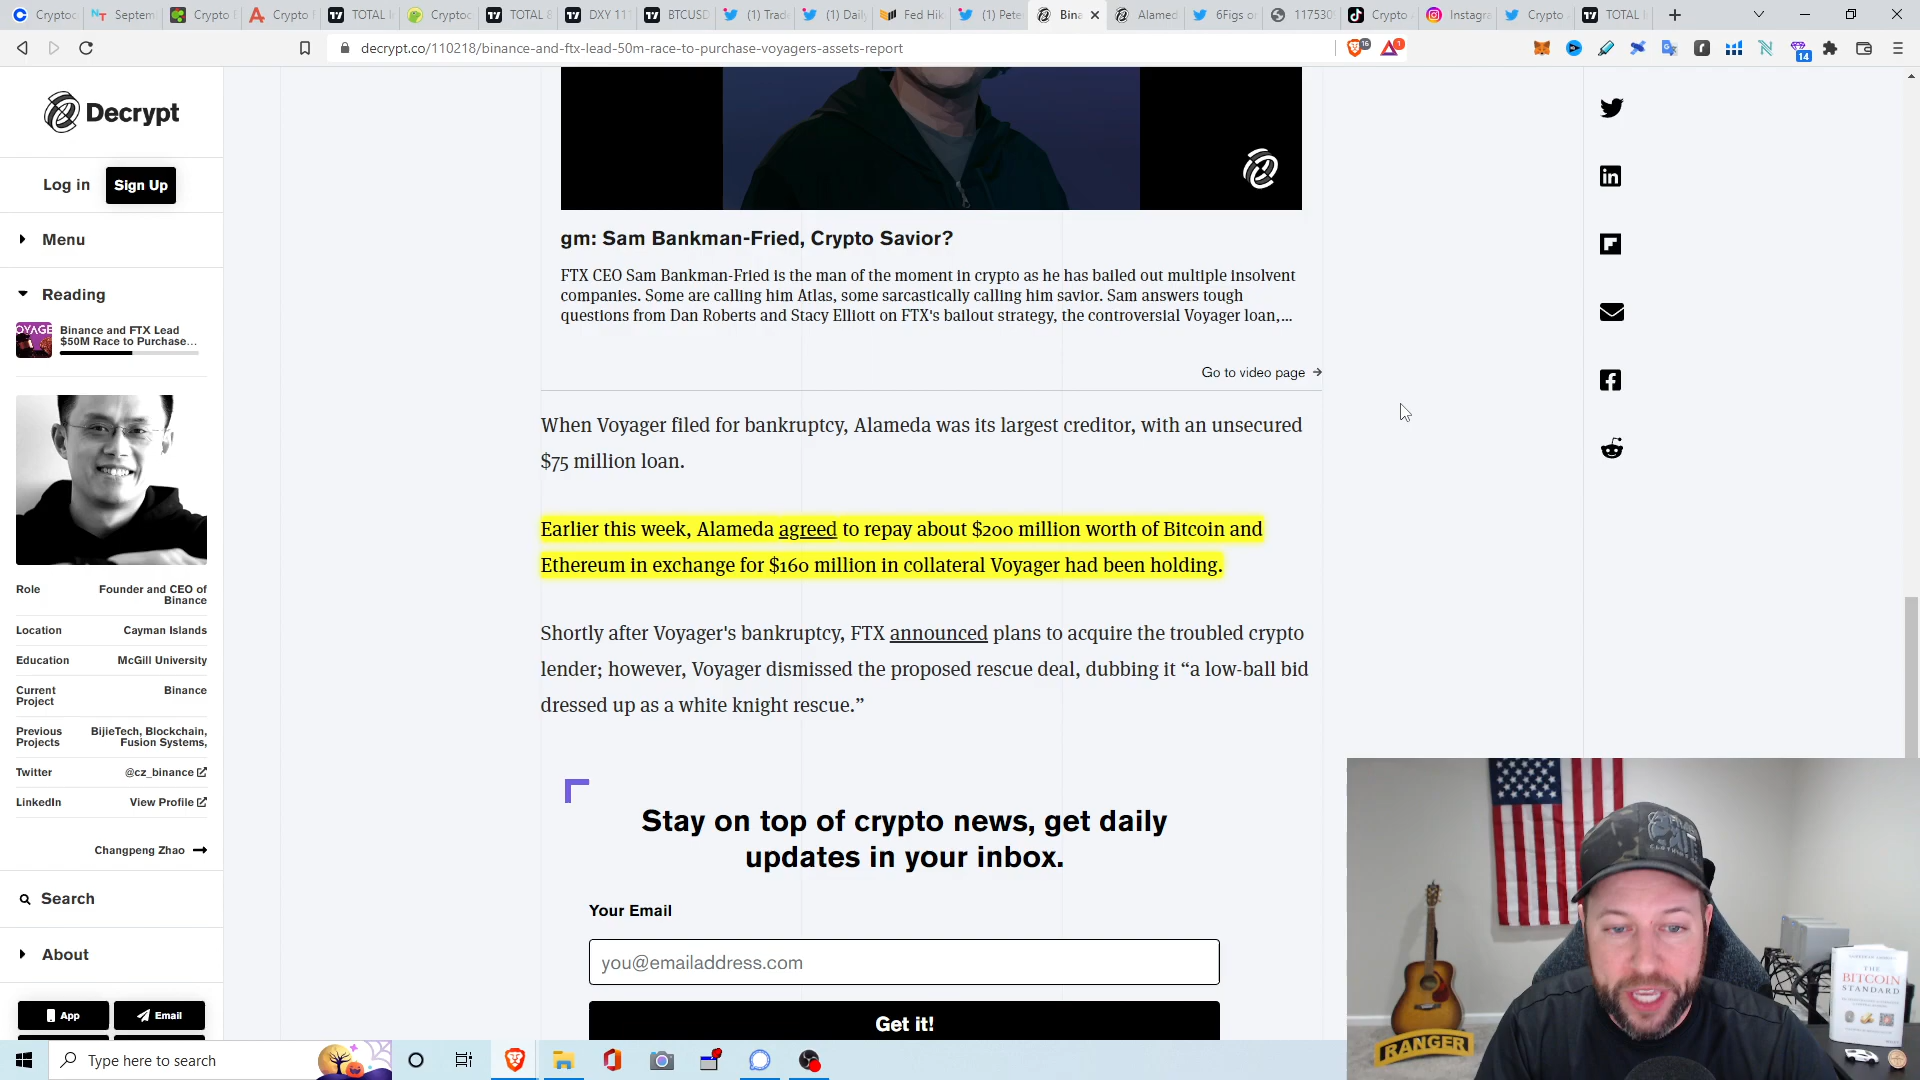 Cryptoc
Septem
Crypto
Crypto
TOTAL
Cryptoc
TOTAL
DXY 111
BTCUSD
(1) Trad
(1) Daily
Fed Hik
(1) Pete
Bina
Alamed
6Figs o
117530
Crypto
Instagra
Crypto
TOTAL
decrypt.co/110218/binance-and-ftx-lead-50m-race-to-purchase-voyagers-assets-report
16
1
14
Decrypt
Log in
Sign Up
Menu
Reading
OYAGE
Binance and FTX Lead
$50M Race to Purchase...
Role
Founder and CEO of
Binance
Location
Cayman Islands
Education
McGill University
Current
Project
Binance
Previous
Projects
BijieTech, Blockchain,
Fusion Systems,
Twitter
@cz_binance
LinkedIn
View Profile
Changpeng Zhao
Search
About
App
Email
gm: Sam Bankman-Fried, Crypto Savior?
FTX CEO Sam Bankman-Fried is the man of the moment in crypto as he has bailed out multiple insolvent
companies. Some are calling him Atlas, some sarcastically calling him savior. Sam answers tough
questions from Dan Roberts and Stacy Elliott on FTX's bailout strategy, the controversial Voyager loan,...
Go to video page
When Voyager filed for bankruptcy, Alameda was its largest creditor, with an unsecured
$75 million loan.
Earlier this week, Alameda agreed to repay about $200 million worth of Bitcoin and
Ethereum in exchange for $160 million in collateral Voyager had been holding.
Shortly after Voyager's bankruptcy, FTX announced plans to acquire the troubled crypto
lender; however, Voyager dismissed the proposed rescue deal, dubbing it “a low-ball bid
dressed up as a white knight rescue.”
Stay on top of crypto news, get daily
updates in your inbox.
Your Email
you@emailaddress.com
Get it!
THE
BITCOIN
STANDARD
RANGER
Type here to search